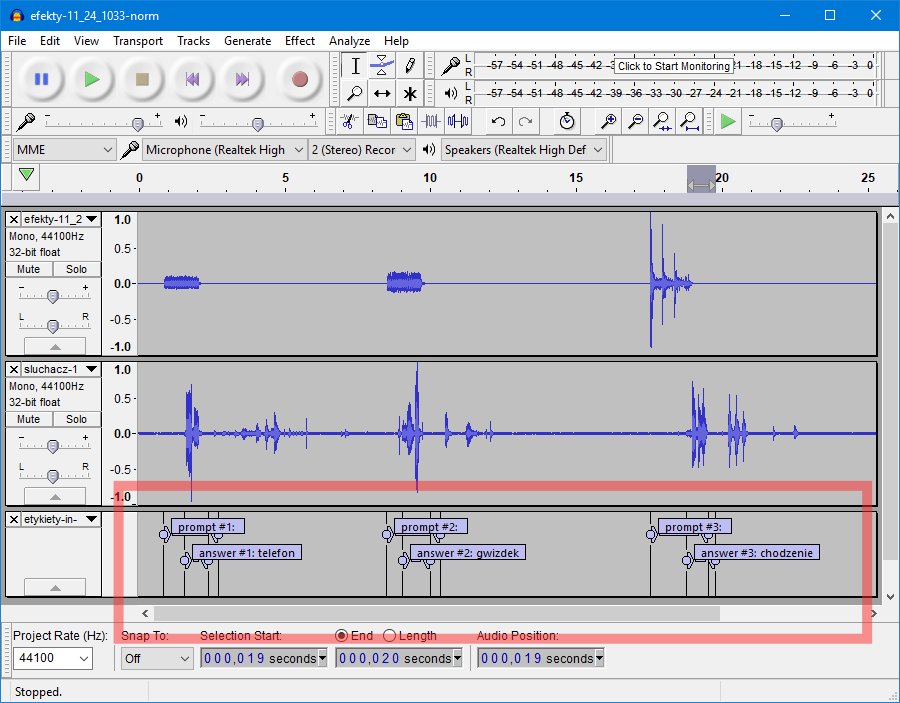 efekty-11_24_1033-norm
File Edit View Transport Tracks Generate Effect Analyze Help
L
R
-57 -54 -51 -48 -45 -42 Click to Start Monitoring -18 -15 -12 -9 -6 -3 0
L
R
-57 -54 -51 -48 -45 -42 -39 -36 -33 -30 -27 -24 -21 -18 -15 -12 -9 -6 -3 0
- + - + - +
MME Microphone (Realtek High 2 (Stereo) Recor Speakers (Realtek High Def
0 5 10 15 20 25
efekty-11_2
Mono, 44100Hz
32-bit float
Mute Solo
- +
L R
1.0
0.5
0.0
-0.5
-1.0
sluchacz-1
Mono, 44100Hz
32-bit float
Mute Solo
- +
L R
1.0
0.5
0.0
-0.5
-1.0
etykiety-in-
prompt #1: prompt #2: prompt #3:
answer #1: telefon answer #2: gwizdek answer #3: chodzenie
Project Rate (Hz): Snap To: Selection Start: End Length Audio Position:
44100 Off 000,019 seconds 000,020 seconds 000,019 seconds
Stopped.